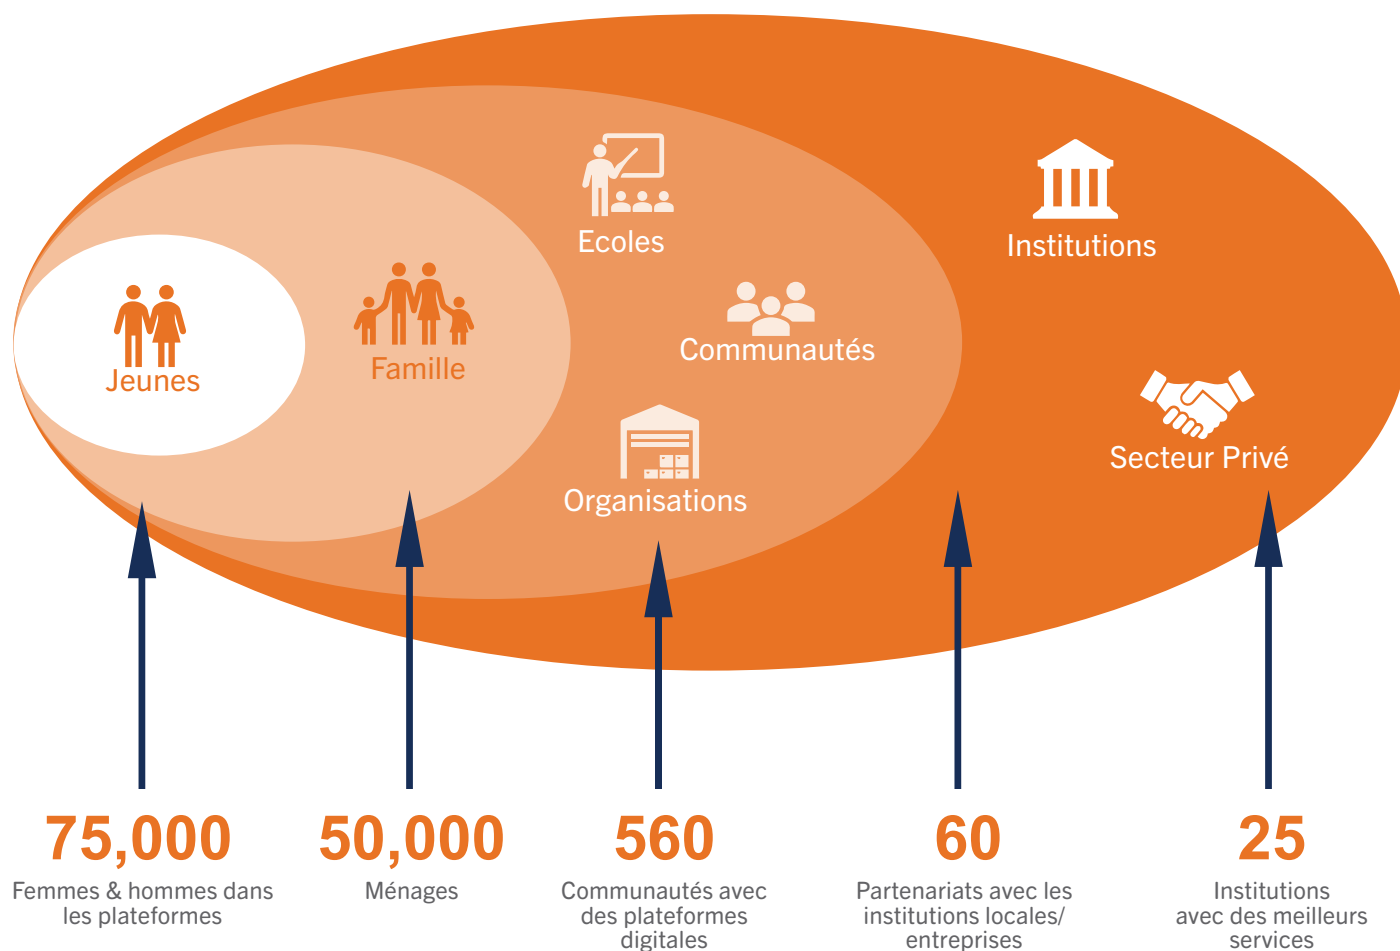 Ecoles
Institutions
Communautés
Famille
Jeunes
Secteur Privé
Organisations
75,000
Femmes & hommes dans
les plateformes
50,000
Ménages
560
Communautés avec
des plateformes
digitales
60
Partenariats avec les
institutions locales/
entreprises
25
Institutions
avec des meilleurs
services